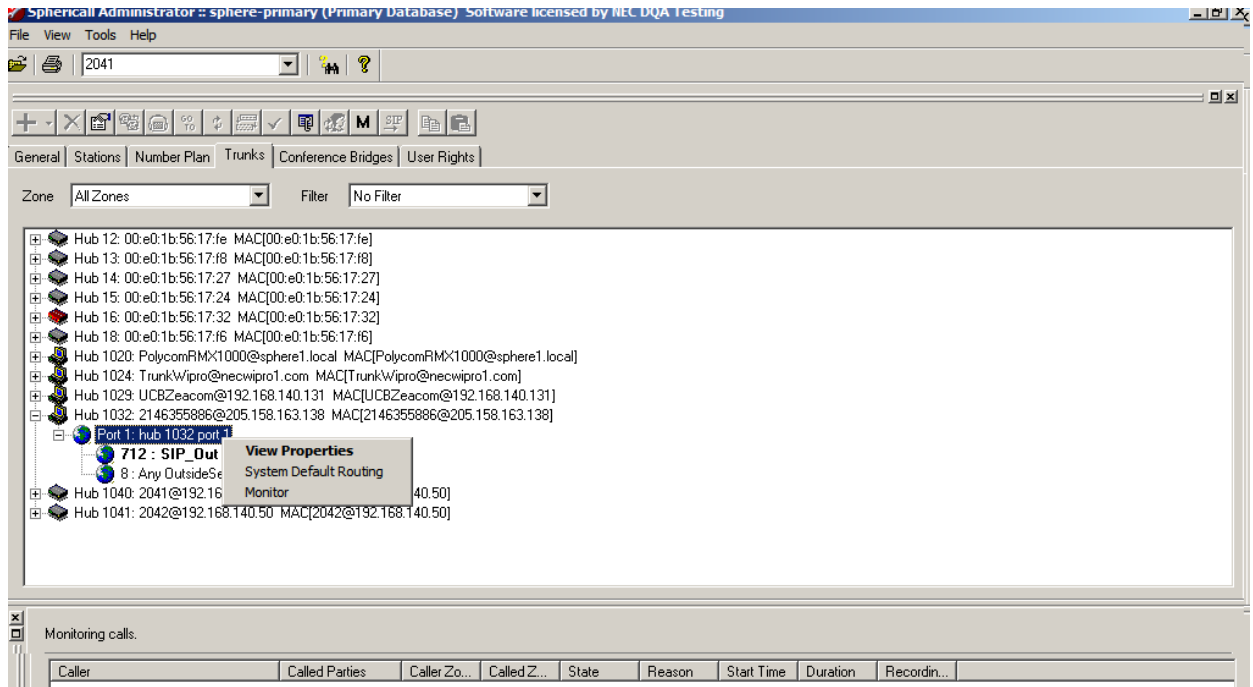 Sphericall Administrator :: sphere-primary (Primary Database) Software licensed by NEC DQA Testing
File View Tools Help
2041
GO TO M SIP
General Stations Number Plan Trunks Conference Bridges User Rights
Zone All Zones Filter No Filter
Hub 12: 00:e0:1b:56:17:fe MAC[00:e0:1b:56:17:fe]
Hub 13: 00:e0:1b:56:17:f8 MAC[00:e0:1b:56:17:f8]
Hub 14: 00:e0:1b:56:17:27 MAC[00:e0:1b:56:17:27]
Hub 15: 00:e0:1b:56:17:24 MAC[00:e0:1b:56:17:24]
Hub 16: 00:e0:1b:56:17:32 MAC[00:e0:1b:56:17:32]
Hub 18: 00:e0:1b:56:17:f6 MAC[00:e0:1b:56:17:f6]
Hub 1020: PolycomRMX1000@sphere1.local MAC[PolycomRMX1000@sphere1.local]
Hub 1024: TrunkWipro@necwipro1.com MAC[TrunkWipro@necwipro1.com]
Hub 1029: UCBZeacom@192.168.140.131 MAC[UCBZeacom@192.168.140.131]
Hub 1032: 2146355886@205.158.163.138 MAC[2146355886@205.158.163.138]
Port 1: hub 1032 port 1
712 : SIP_Out View Properties
8 : Any OutsideSe System Default Routing
Hub 1040: 2041@192.16 Monitor 40.50]
Hub 1041: 2042@192.168.140.50 MAC[2042@192.168.140.50]
Monitoring calls.
Caller Called Parties Caller Zo... Called Z... State Reason Start Time Duration Recordin...